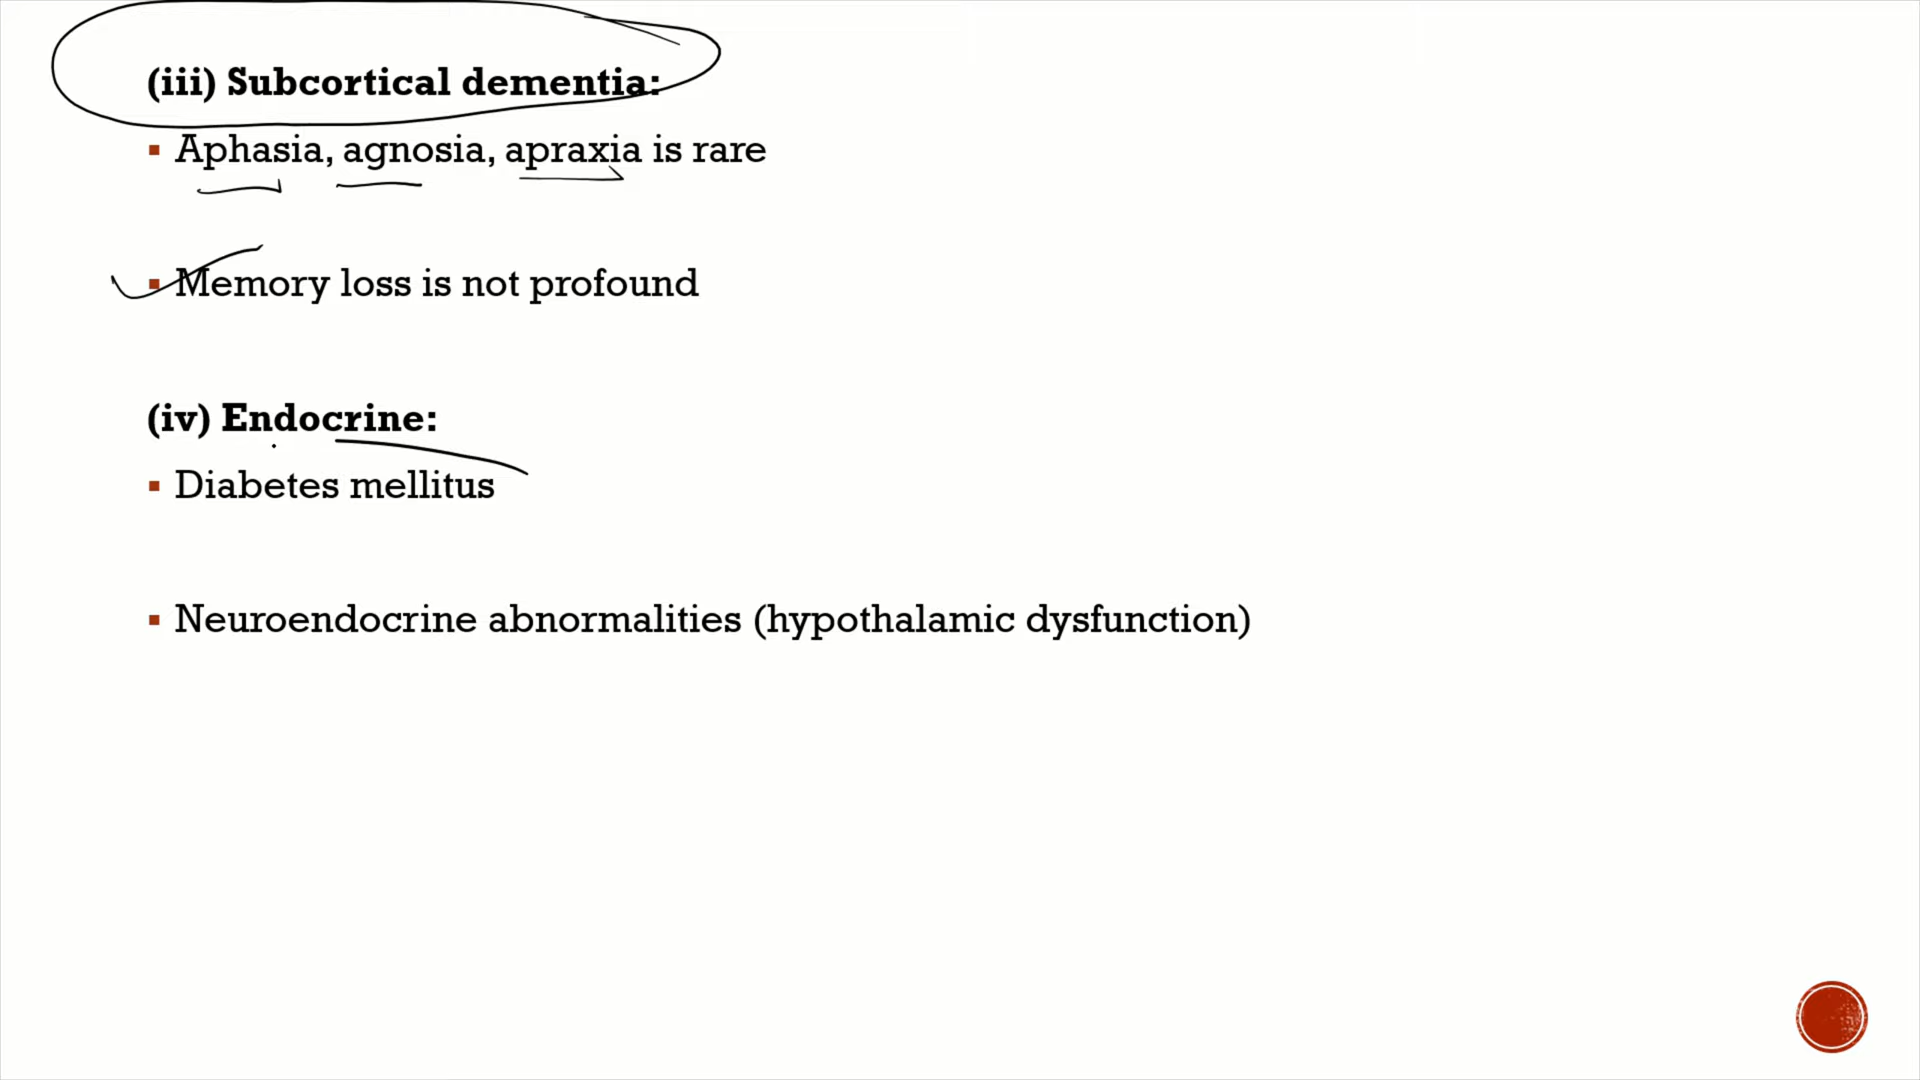 (iii) Subcortical dementia:
▪ Aphasia, agnosia, apraxia is rare
▪ Memory loss is not profound
(iv) Endocrine:
▪ Diabetes mellitus
▪ Neuroendocrine abnormalities (hypothalamic dysfunction)